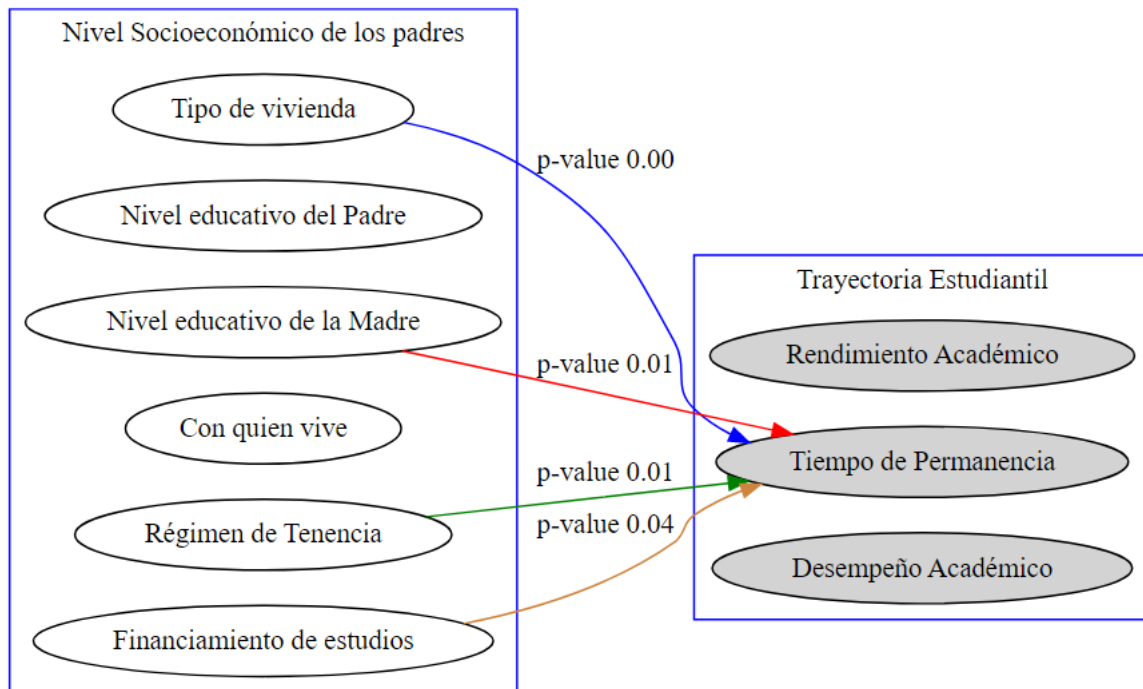 Nivel Socioeconómico de los padres
Tipo de vivienda
p-value 0.00
Nivel educativo del Padre
Trayectoria Estudiantil
Nivel educativo de la Madre
Rendimiento Académico
p-value 0.01
Con quien vive
Tiempo de Permanencia
p-value 0.01
Régimen de Tenencia
p-value 0.04
Desempeño Académico
Financiamiento de estudios